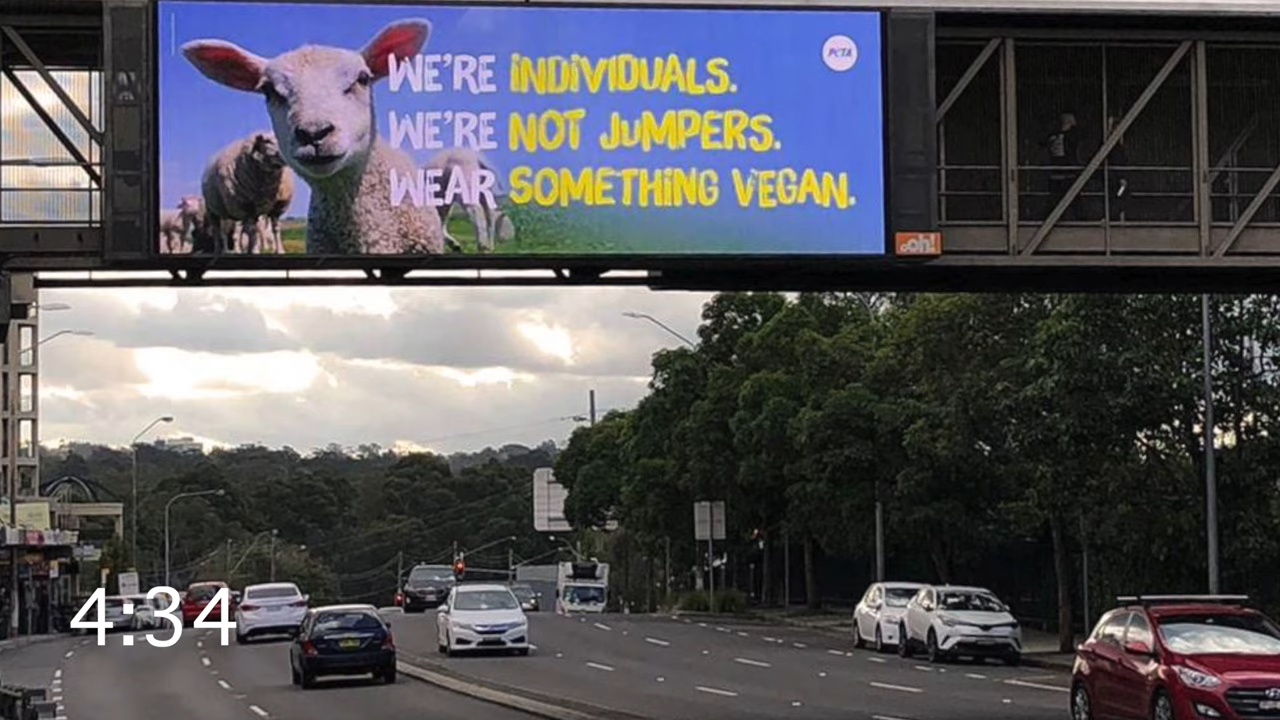 WE'RE INDIVIDUALS.
PETA
WE'RE NOT JUMPERS.
WEAR SOMETHING VEGAN.
ooh!
4:34